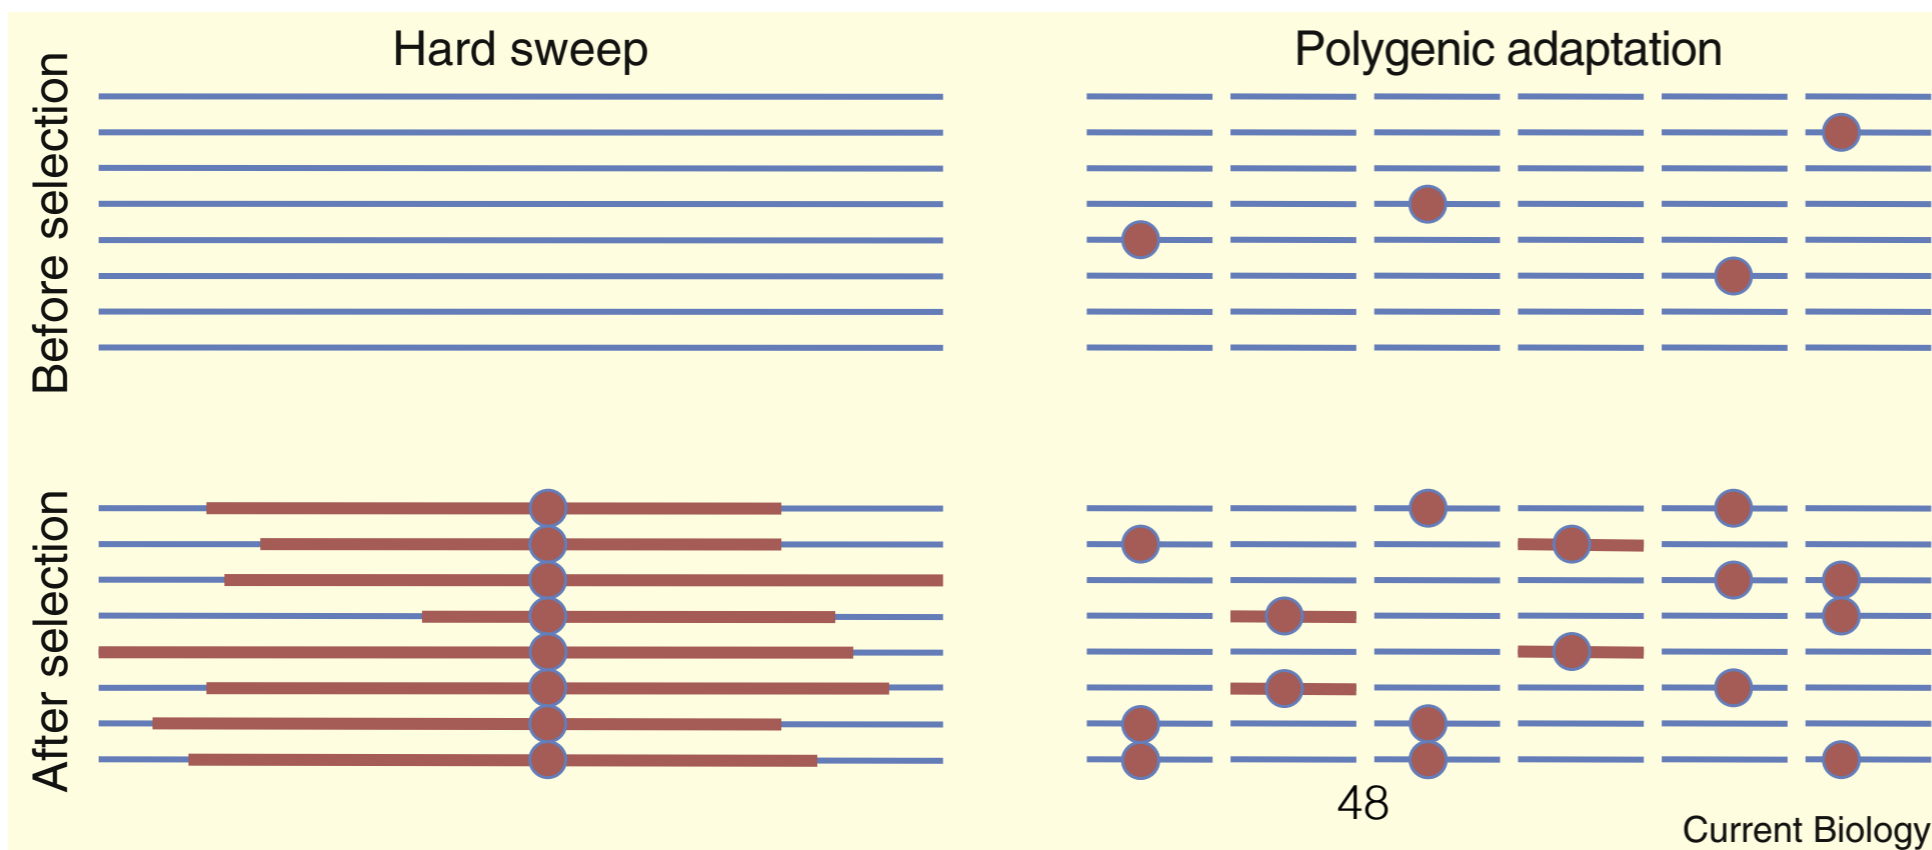 Hard sweep
Polygenic adaptation
Before selection
After selection
48
Current Biology